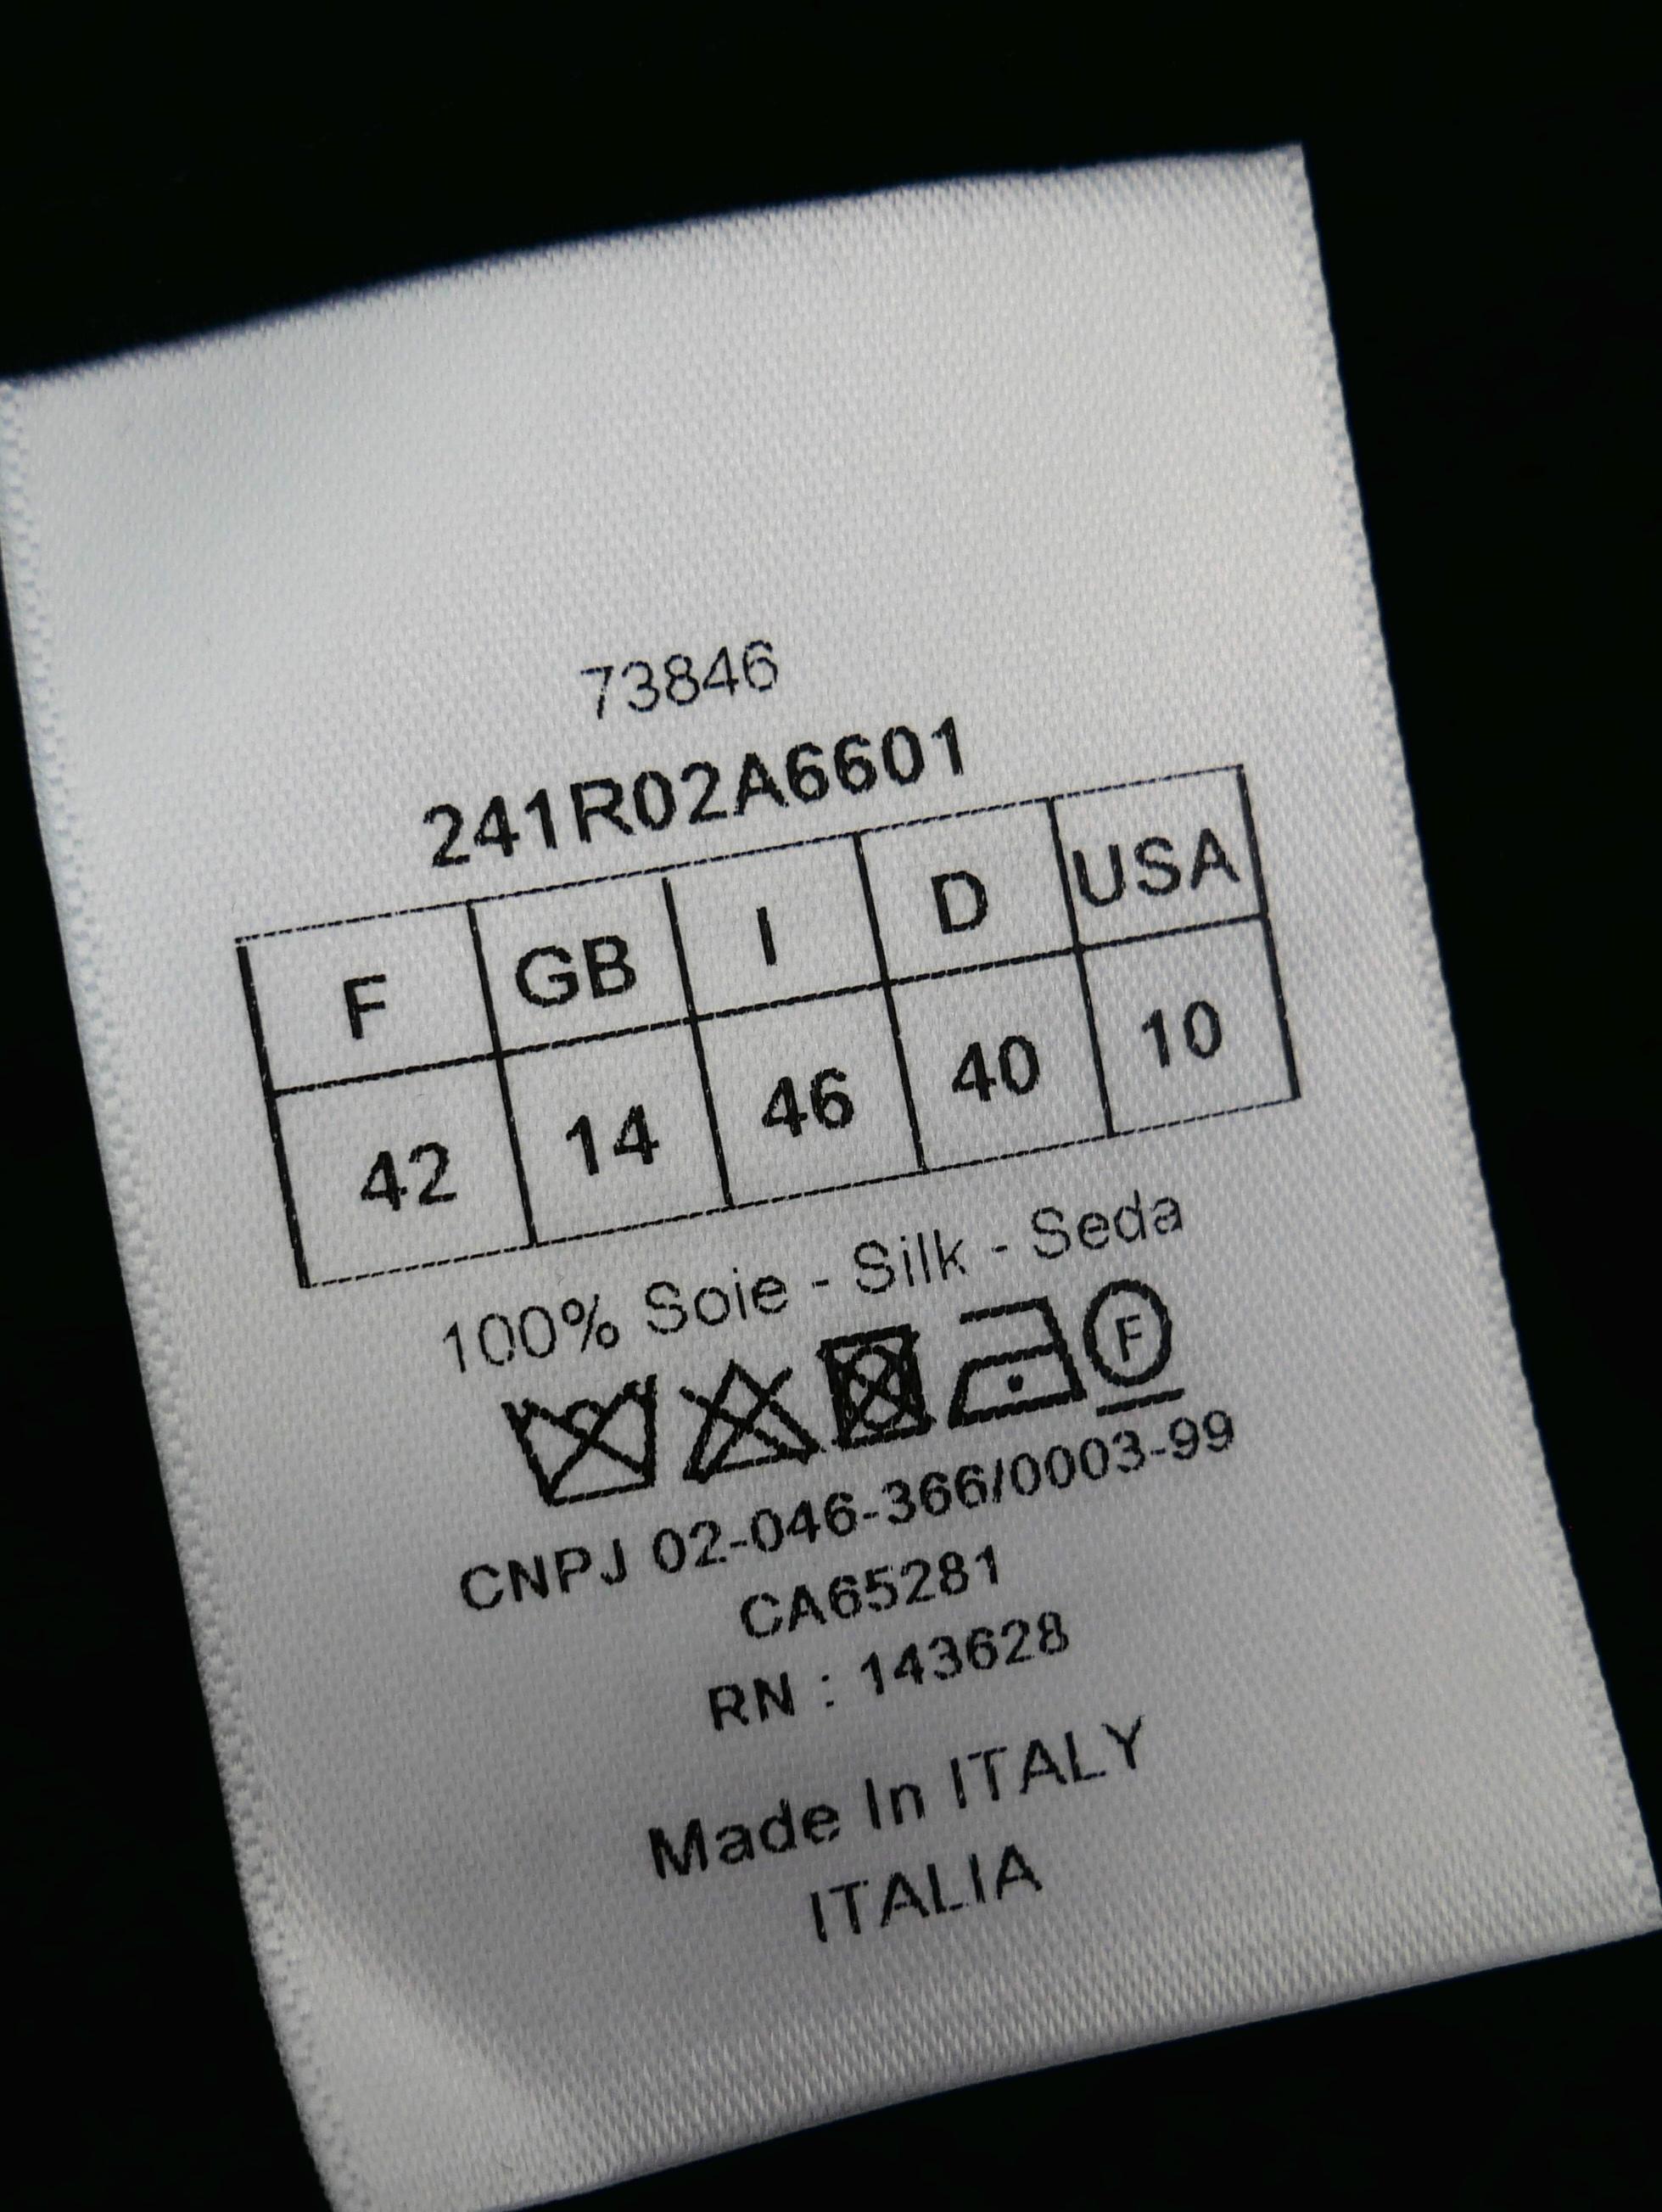 73846
241R02A6601
F GB I D USA
42 14 46 40 10
100% Soie - Silk - Seda
F
CNPJ 02-046-366/0003-99
CA65281
RN : 143628
Made In ITALY
ITALIA